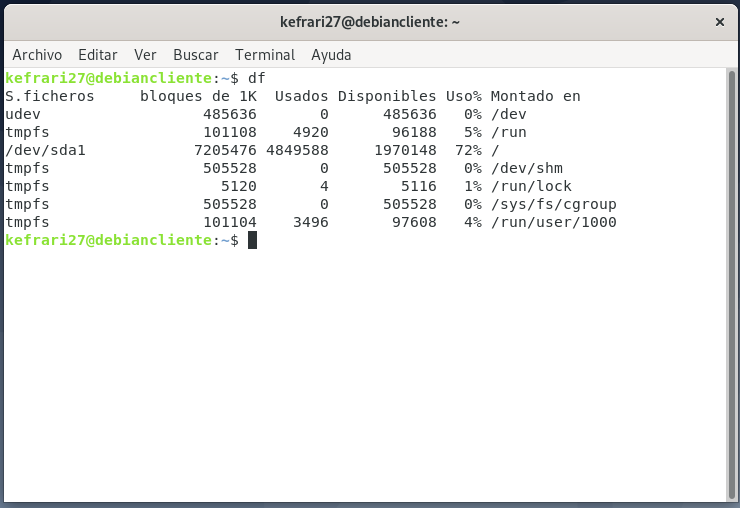 kefrari27@debiancliente: ~
Archivo Editar Ver Buscar Terminal Ayuda
kefrari27@debiancliente:~$ df
S.ficheros     bloques de 1K  Usados Disponibles Uso% Montado en
udev                  485636       0      485636   0% /dev
tmpfs                 101108    4920       96188   5% /run
/dev/sda1            7205476 4849588     1970148  72% /
tmpfs                 505528       0      505528   0% /dev/shm
tmpfs                   5120       4        5116   1% /run/lock
tmpfs                 505528       0      505528   0% /sys/fs/cgroup
tmpfs                 101104    3496       97608   4% /run/user/1000
kefrari27@debiancliente:~$